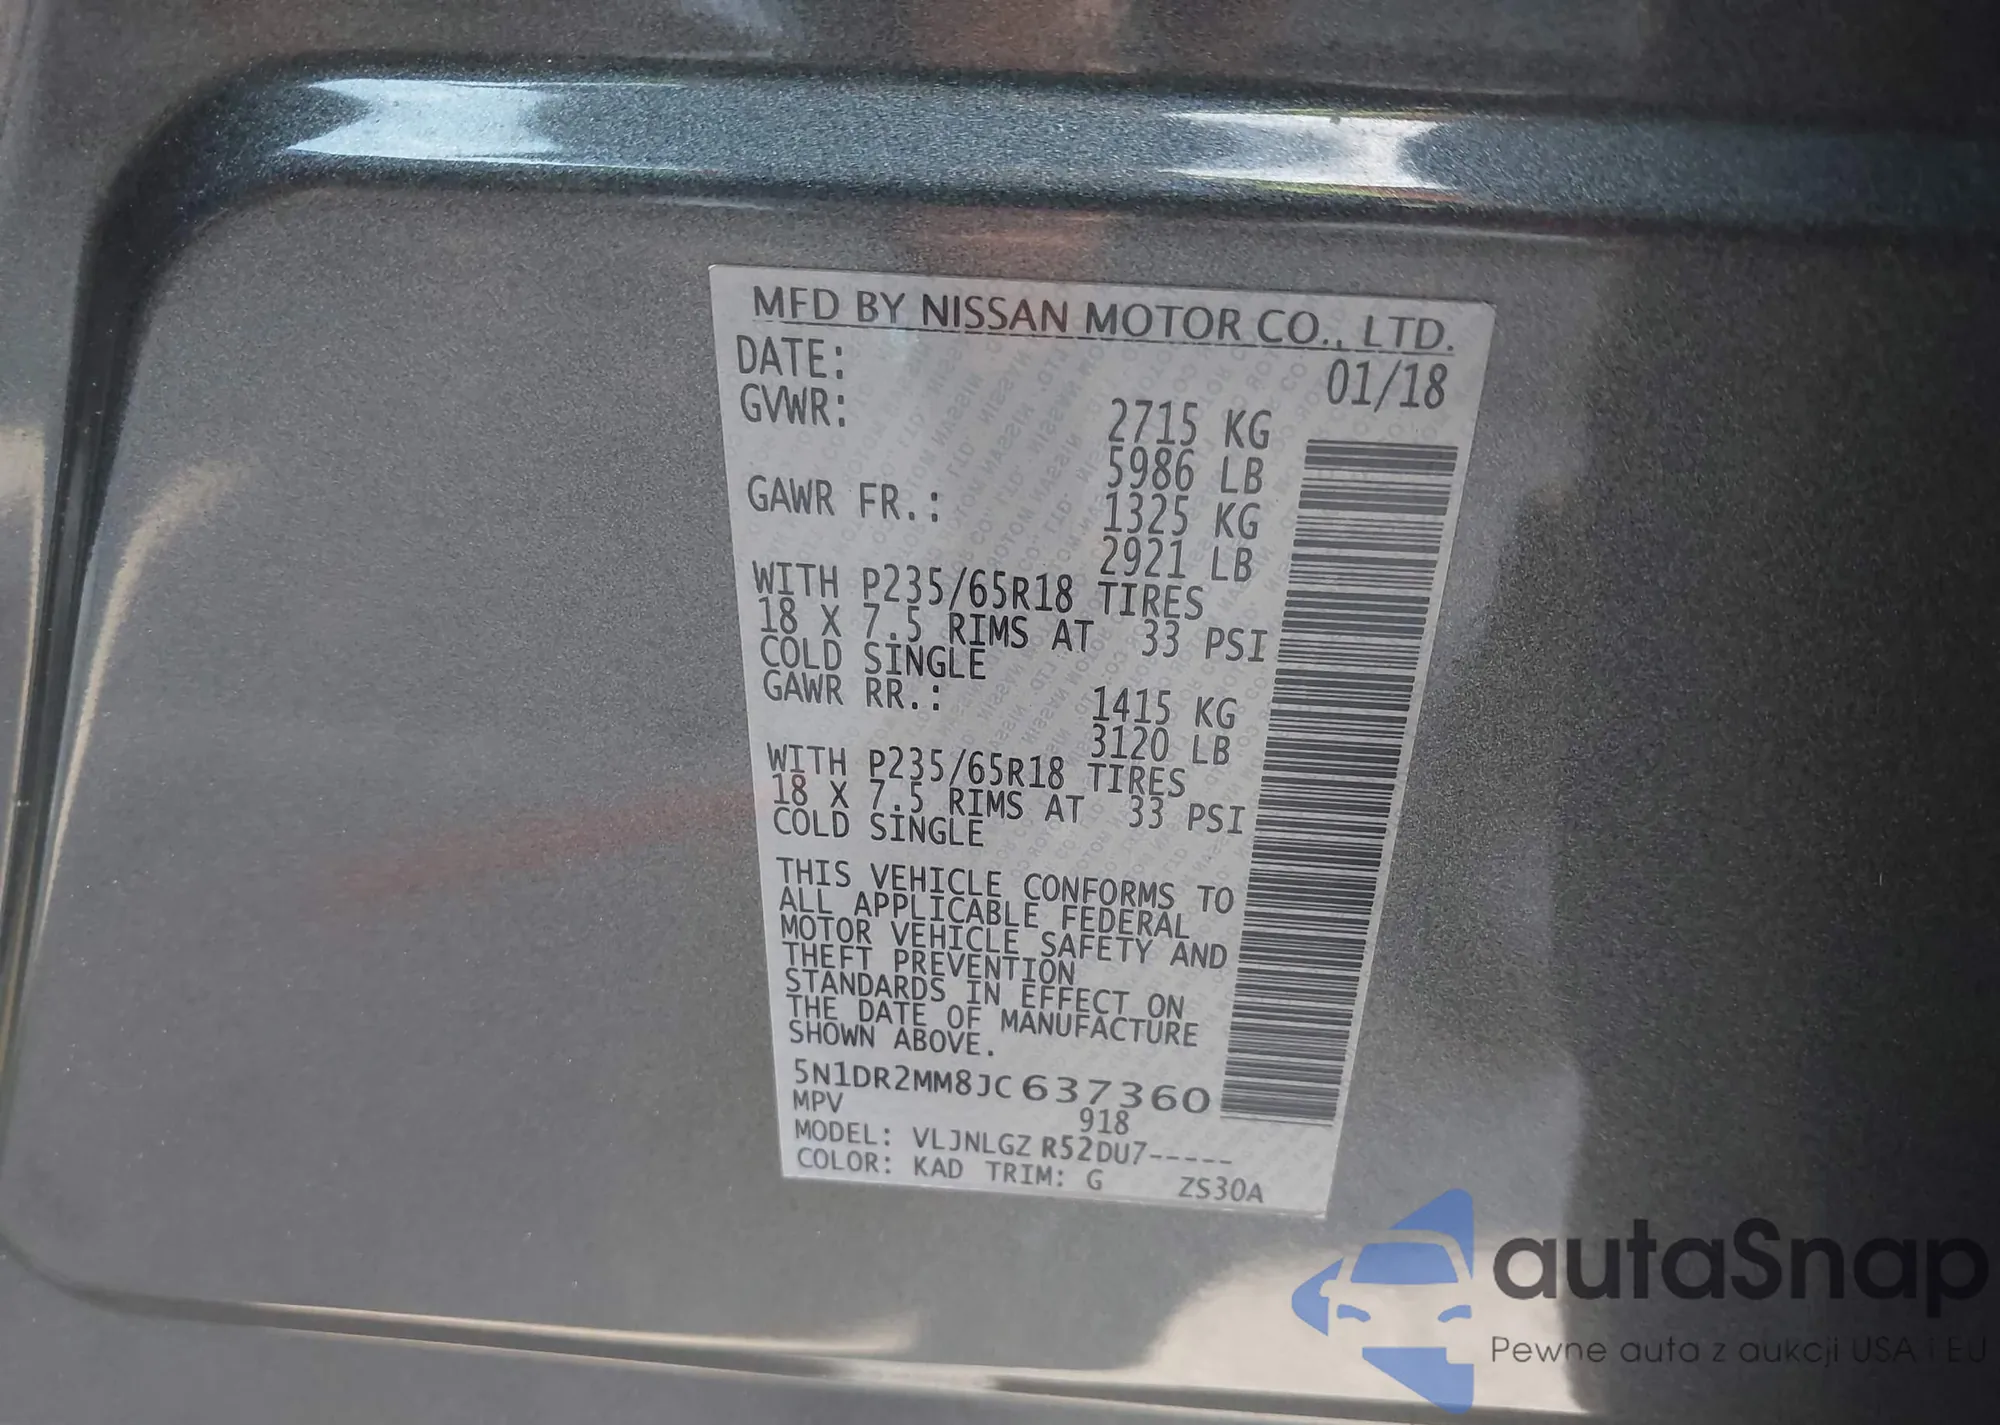 MFD BY NISSAN MOTOR CO., LTD.
DATE: 01/18
GVWR: 2715 KG
5986 LB
GAWR FR.: 1325 KG
2921 LB
WITH P235/65R18 TIRES
18 X 7.5 RIMS AT 33 PSI
COLD SINGLE
GAWR RR.: 1415 KG
3120 LB
WITH P235/65R18 TIRES
18 X 7.5 RIMS AT 33 PSI
COLD SINGLE
THIS VEHICLE CONFORMS TO
ALL APPLICABLE FEDERAL
MOTOR VEHICLE SAFETY AND
THEFT PREVENTION
STANDARDS IN EFFECT ON
THE DATE OF MANUFACTURE
SHOWN ABOVE.
5N1DR2MM8JC637360
MPV 918
MODEL: VLJNLGZ R52DU7-----
COLOR: KAD TRIM: G ZS30A
autaSnap
Pewne auta z aukcji USA i EU